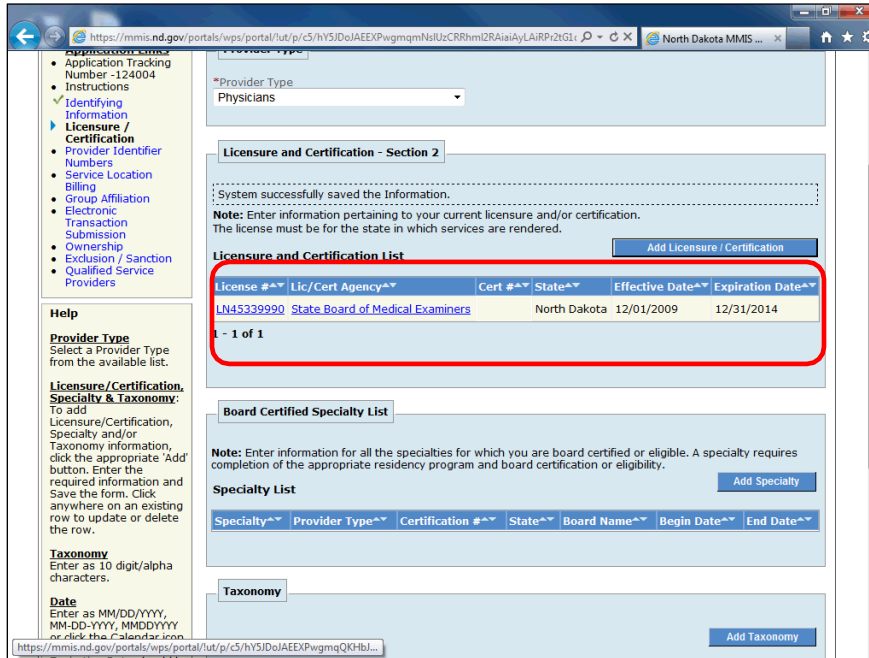 https://mmis.nd.gov/portals/wps/portal/!ut/p/c5/
North Dakota MMIS ...
Application Links
Application Tracking
Number -124004
Instructions
Identifying
Information
Licensure /
Certification
Provider Identifier
Numbers
Service Location
Billing
Group Affiliation
Electronic
Transaction
Submission
Ownership
Exclusion / Sanction
Qualified Service
Providers
Help
Provider Type
Select a Provider Type
from the available list.
Licensure/Certification,
Specialty & Taxonomy:
To add
Licensure/Certification,
Specialty and/or
Taxonomy information,
click the appropriate 'Add'
button. Enter the
required information and
Save the form. Click
anywhere on an existing
row to update or delete
the row.
Taxonomy
Enter as 10 digit/alpha
characters.
Date
Enter as MM/DD/YYYY,
MM-DD-YYYY, MMDDYYYY
or click the Calendar icon
https://mmis.nd.gov/portals/wps/portal/!ut/p/c5/hY5JDoJAEEXPwgmqQKHbJ...
Provider Type
*Provider Type
Physicians
Licensure and Certification - Section 2
System successfully saved the Information.
Note: Enter information pertaining to your current licensure and/or certification.
The license must be for the state in which services are rendered.
Add Licensure / Certification
Licensure and Certification List
License # Lic/Cert Agency Cert # State Effective Date Expiration Date
LN45339990 State Board of Medical Examiners North Dakota 12/01/2009 12/31/2014
1 - 1 of 1
Board Certified Specialty List
Note: Enter information for all the specialties for which you are board certified or eligible. A specialty requires
completion of the appropriate residency program and board certification or eligibility.
Add Specialty
Specialty List
Specialty Provider Type Certification # State Board Name Begin Date End Date
Taxonomy
Add Taxonomy